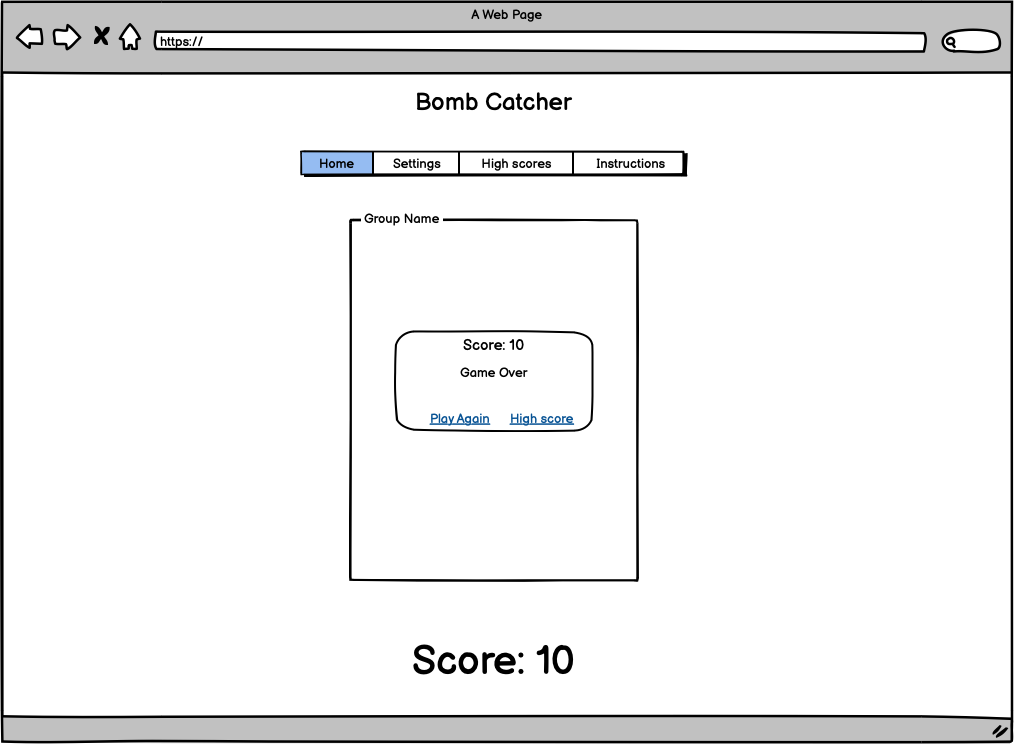 A Web Page
https://
Bomb Catcher
Home Settings High scores Instructions
Group Name
Score: 10
Game Over
Play Again High score
Score: 10